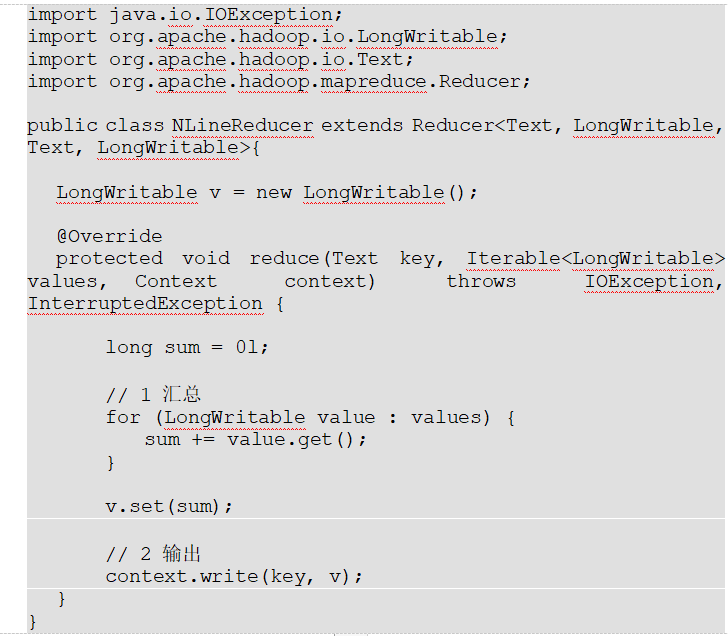 import java.io.IOException;
import org.apache.hadoop.io.LongWritable;
import org.apache.hadoop.io.Text;
import org.apache.hadoop.mapreduce.Reducer;
public class NLineReducer extends Reducer<Text, LongWritable,
Text, LongWritable>{
LongWritable v = new LongWritable();
@Override
protected void reduce(Text key, Iterable<LongWritable>
values, Context context) throws IOException,
InterruptedException {
long sum = 0l;
// 1 汇总
for (LongWritable value : values) {
sum += value.get();
}
v.set(sum);
// 2 输出
context.write(key, v);
}
}